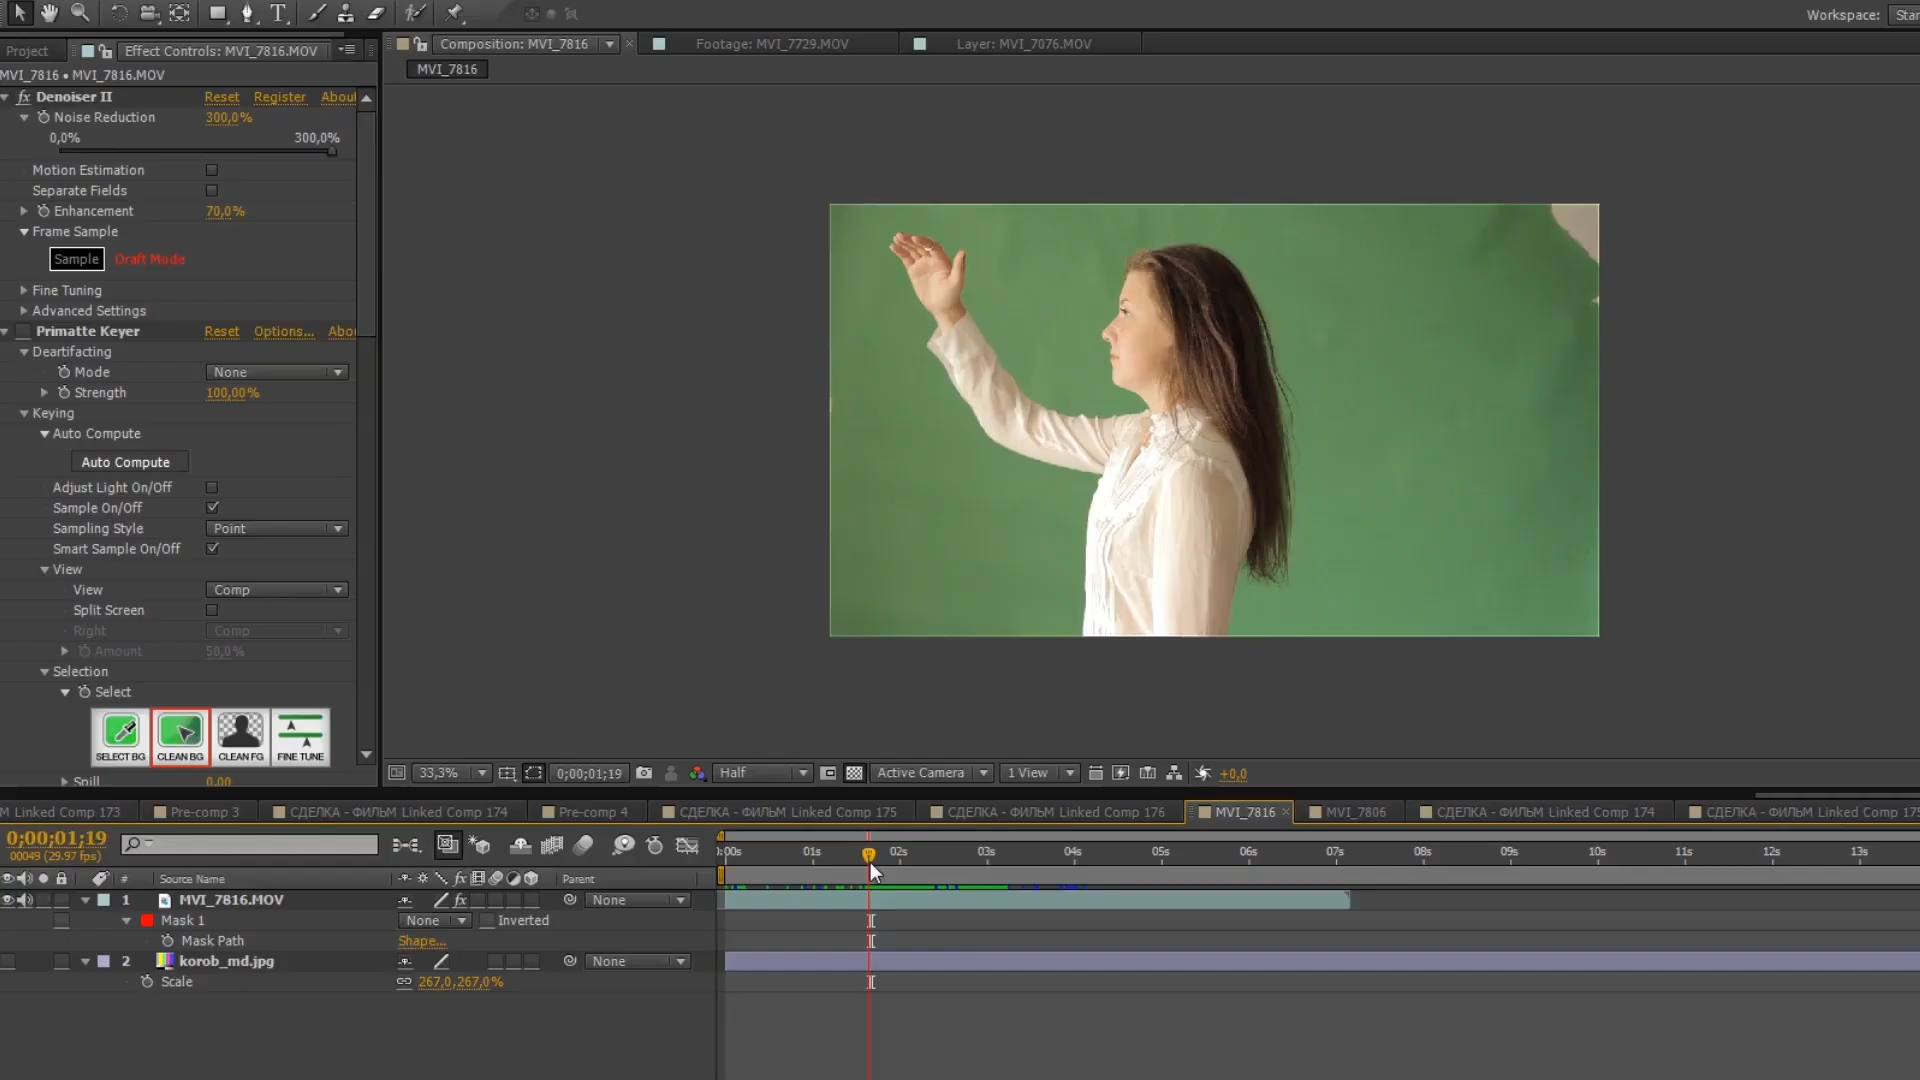 Workspace: Star
Project
Effect Controls: MVI_7816.MOV
Composition: MVI_7816
Footage: MVI_7729.MOV
Layer: MVI_7076.MOV
MVI_7816
MVI_7816 • MVI_7816.MOV
fx Denoiser II Reset Register About
Noise Reduction 300,0%
0,0% 300,0%
Motion Estimation
Separate Fields
Enhancement 70,0%
Frame Sample
Sample Draft Mode
Fine Tuning
Advanced Settings
Primatte Keyer Reset Options... Abo
Deartifacting
Mode None
Strength 100,00%
Keying
Auto Compute
Auto Compute
Adjust Light On/Off
Sample On/Off
Sampling Style Point
Smart Sample On/Off
View
View Comp
Split Screen
Right Comp
Amount 50,0%
Selection
Select
SELECT BG CLEAN BG CLEAN FG FINE TUNE
Spill 0,00
33,3% 0;00;01;19 Half Active Camera 1 View +0,0
M Linked Comp 173 Pre-comp 3 СДЕЛКА - ФИЛЬМ Linked Comp 174 Pre-comp 4 СДЕЛКА - ФИЛЬМ Linked Comp 175 СДЕЛКА - ФИЛЬМ Linked Comp 176 MVI_7816 MVI_7806 СДЕЛКА - ФИЛЬМ Linked Comp 174 СДЕЛКА - ФИЛЬМ Linked Comp 175
0;00;01;19
00049 (29.97 fps)
):00s 01s 02s 03s 04s 05s 06s 07s 08s 09s 10s 11s 12s 13s
# Source Name fx Parent
1 MVI_7816.MOV fx None
Mask 1 None Inverted
Mask Path Shape...
2 korob_md.jpg None
Scale 267,0,267,0%